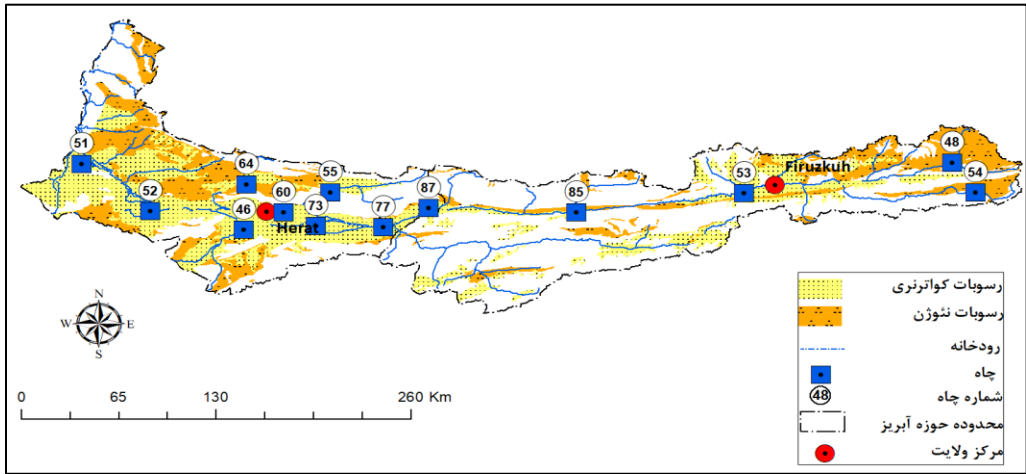 51
52
64
46
60
Herat
55
73
77
87
85
53
Firuzkuh
48
54
N
W
E
S
0
65
130
260 Km
رسوبات کواترنری
رسوبات نئوژن
رودخانه
چاه
شماره چاه
48
محدوده حوزه آبریز
مرکز ولایت